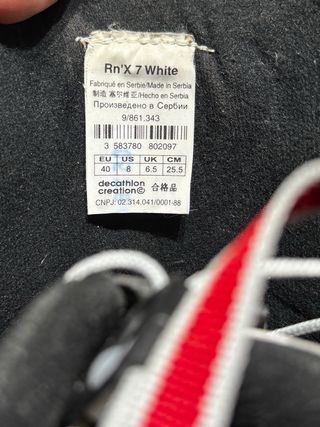 Rn'X 7 White
Fabriqué en Serbie/Made in Serbia
制造 塞尔维亚/Hecho en Serbia
Произведено в Сербии
9/861.343
3 583780 802097
EU US UK CM
40 8 6.5 25.5
decathlon
creation© 合格品
CNPJ: 02.314.041/0001-88